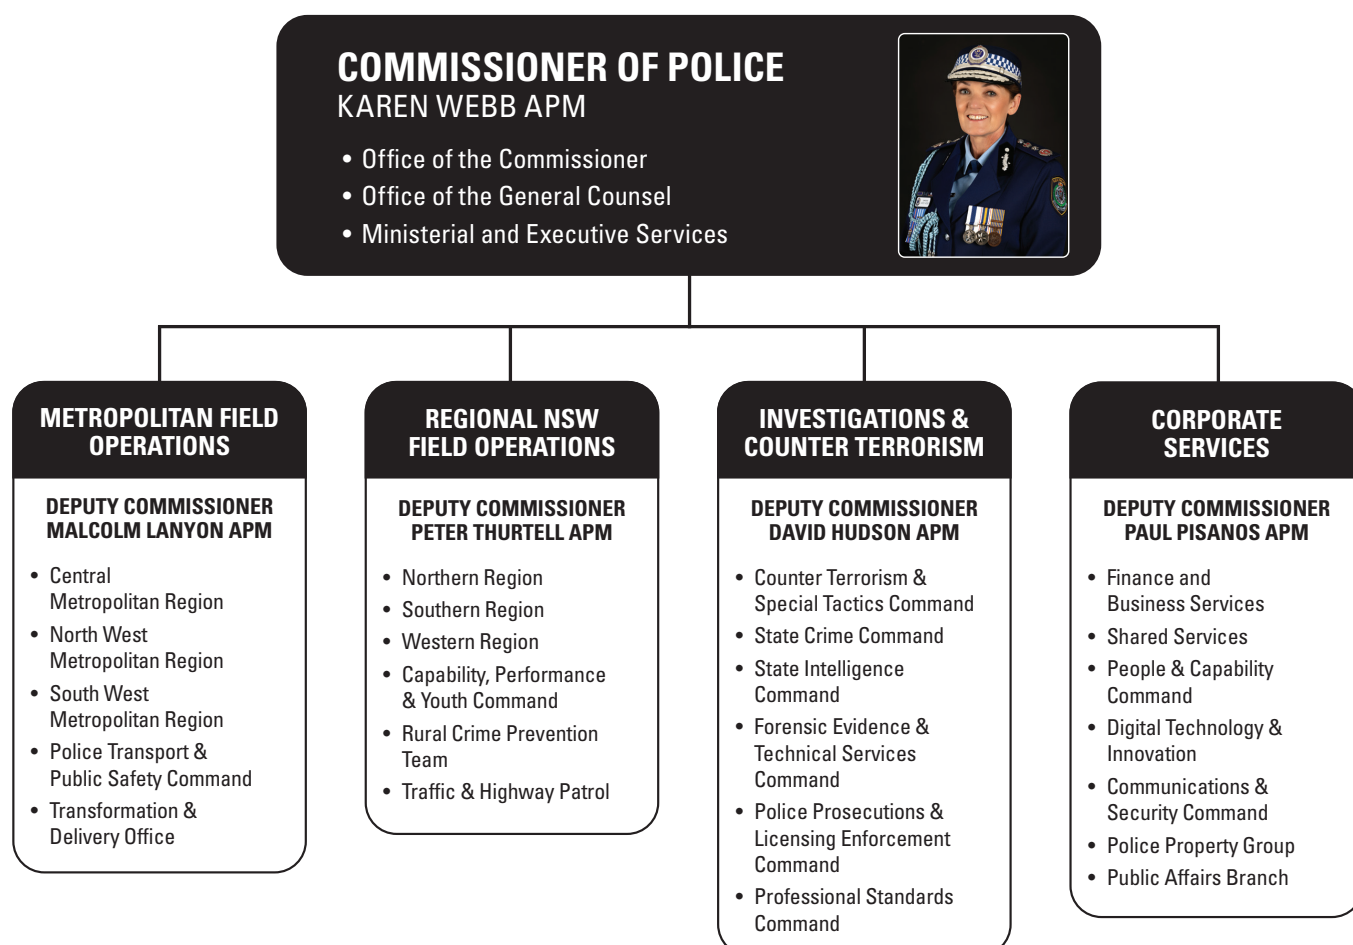 COMMISSIONER OF POLICE
KAREN WEBB APM
• Office of the Commissioner
• Office of the General Counsel
• Ministerial and Executive Services
METROPOLITAN FIELD
OPERATIONS
DEPUTY COMMISSIONER
MALCOLM LANYON APM
• Central
Metropolitan Region
• North West
Metropolitan Region
• South West
Metropolitan Region
• Police Transport &
Public Safety Command
• Transformation &
Delivery Office
REGIONAL NSW
FIELD OPERATIONS
DEPUTY COMMISSIONER
PETER THURTELL APM
• Northern Region
• Southern Region
• Western Region
• Capability, Performance
& Youth Command
• Rural Crime Prevention
Team
• Traffic & Highway Patrol
INVESTIGATIONS &
COUNTER TERRORISM
DEPUTY COMMISSIONER
DAVID HUDSON APM
• Counter Terrorism &
Special Tactics Command
• State Crime Command
• State Intelligence
Command
• Forensic Evidence &
Technical Services
Command
• Police Prosecutions &
Licensing Enforcement
Command
• Professional Standards
Command
CORPORATE
SERVICES
DEPUTY COMMISSIONER
PAUL PISANOS APM
• Finance and
Business Services
• Shared Services
• People & Capability
Command
• Digital Technology &
Innovation
• Communications &
Security Command
• Police Property Group
• Public Affairs Branch